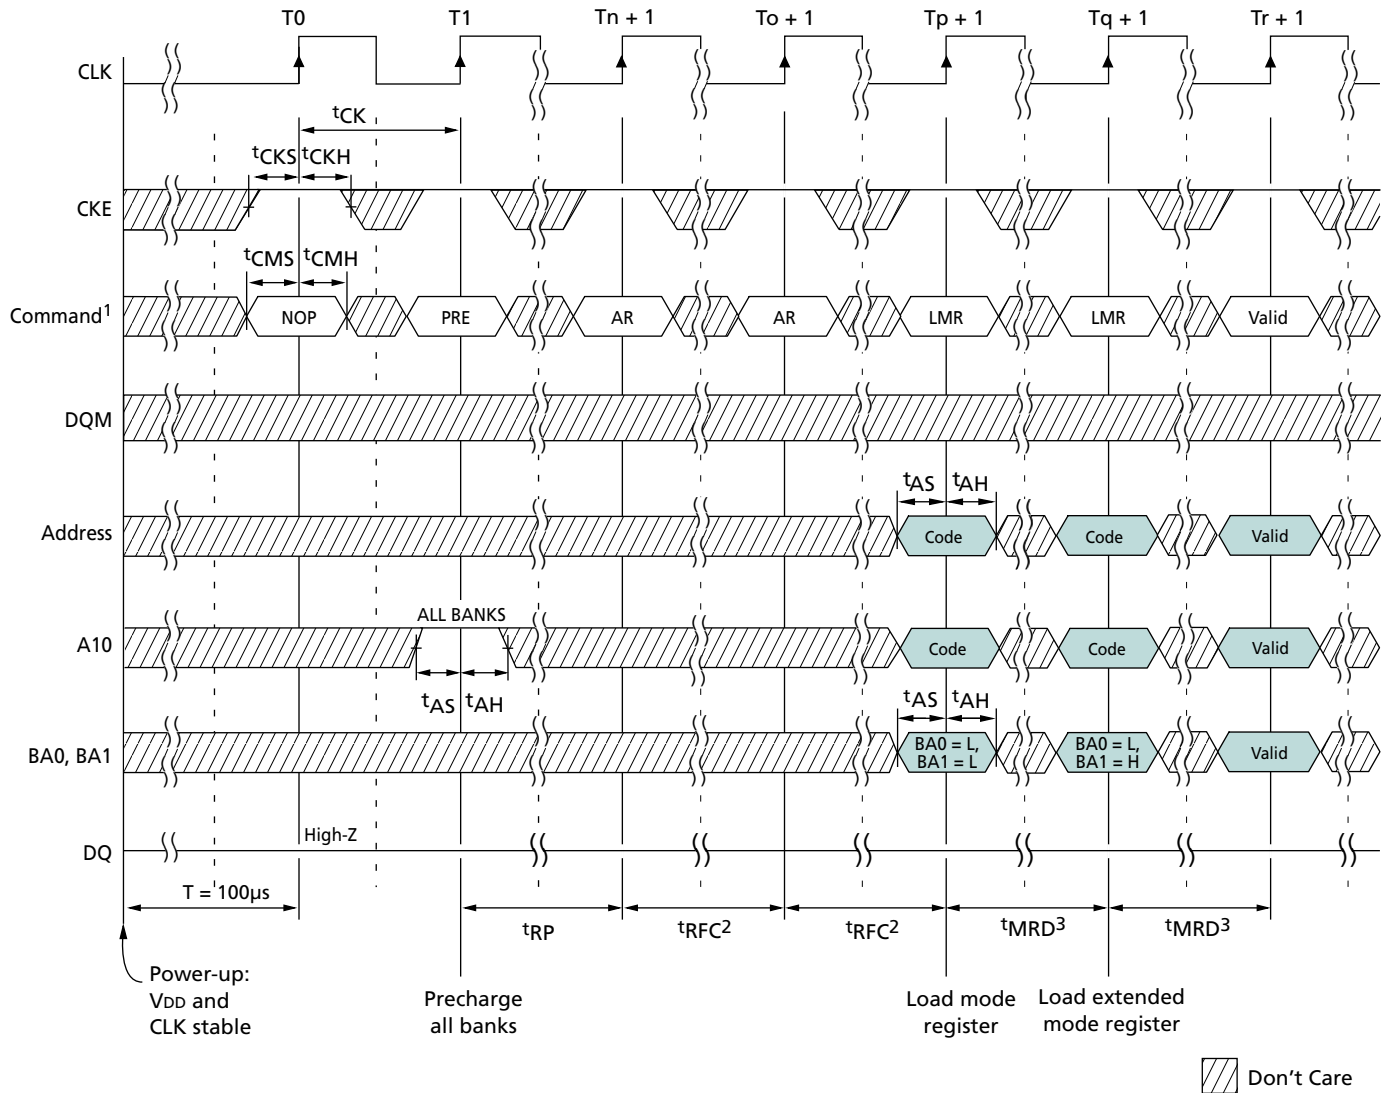 T0 T1 Tn + 1 To + 1 Tp + 1 Tq + 1 Tr + 1
CLK
tCK
tCKS tCKH
CKE
tCMS tCMH
Command1 NOP PRE AR AR LMR LMR Valid
DQM
tAS tAH
Address Code Code Valid
ALL BANKS
A10 Code Code Valid
tAS tAH tAS tAH
BA0, BA1 BA0 = L, BA0 = L, Valid
BA1 = L BA1 = H
High-Z
DQ
T = 100µs
tRP tRFC2 tRFC2 tMRD3 tMRD3
Power-up:
VDD and
CLK stable
Precharge
all banks
Load mode
register
Load extended
mode register
Don't Care